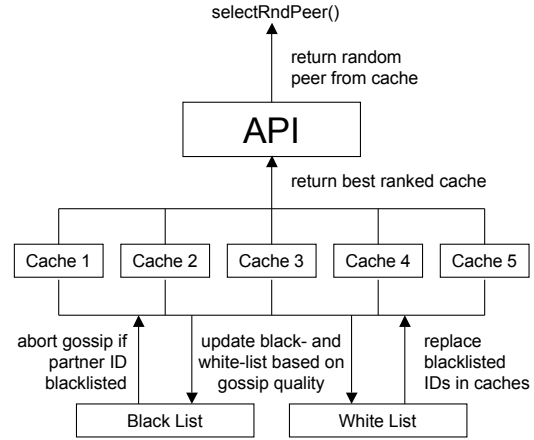 selectRndPeer()
return random
peer from cache
API
return best ranked cache
Cache 1
Cache 2
Cache 3
Cache 4
Cache 5
abort gossip if
partner ID
blacklisted
update black- and
white-list based on
gossip quality
replace
blacklisted
IDs in caches
Black List
White List